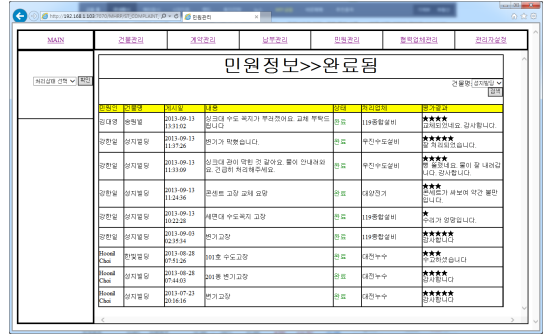 http://192.168.0.103
민원관리
MAIN 건물관리 계약관리 납부관리 민원관리 협력업체관리 관리자설정
처리상태 선택 확인
민원정보>>완료됨
건물명: 성지빌딩
검색
민원인 건물명 게시일 내용 상태 처리업체 평가결과
임대영 송원빌 2013-09-13 13:31:02 싱크대 수도 꼭지가 부러졌어요. 교체 부탁드립니다 완료 119종합설비 ★★★★ 교체되었네요. 감사합니다.
강한일 성지빌딩 2013-09-13 11:37:26 변기가 막혔습니다. 완료 우진수도설비 ★★★★★ 잘 처리되었습니다.
강한일 성지빌딩 2013-09-13 11:33:09 싱크대 관이 막힌 것 같아요. 물이 안내려와요. 긴급히 처리해주세요. 완료 우진수도설비 ★★★★ 뻥 뚫렸네요. 물이 잘 내려갑니다. 감사합니다.
강한일 성지빌딩 2013-09-13 11:24:36 콘센트 고장 교체 요망 완료 대양전기 ★★★ 콘세트가 싸보여 약간 불만입니다.
강한일 성지빌딩 2013-09-13 10:22:28 세면대 수도꼭지 고장 완료 119종합설비 ★ 수리가 엉망입니다.
강한일 성지빌딩 2013-09-03 02:35:34 변기고장 완료 119종합설비 ★★★★★ 감사합니다
Hoonil Choi 한빛빌딩 2013-08-28 07:51:26 101호 수도고장 완료 대전누수 ★★★ 수고하셨습니다
Hoonil Choi 성지빌딩 2013-08-28 07:44:03 201동 변기고장 완료 대전누수 ★★★★★ 감사합니다
Hoonil Choi 성지빌딩 2013-07-23 20:16:16 변기고장 완료 대전누수 ★★★★★ 감사합니다